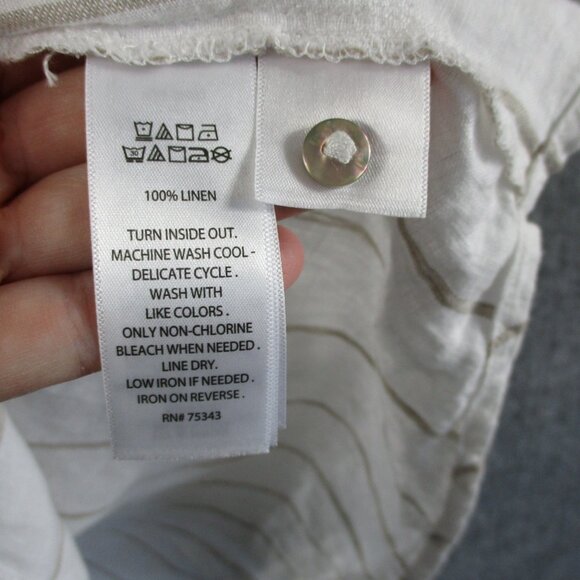 30
100% LINEN
TURN INSIDE OUT.
MACHINE WASH COOL -
DELICATE CYCLE .
WASH WITH
LIKE COLORS .
ONLY NON-CHLORINE
BLEACH WHEN NEEDED .
LINE DRY.
LOW IRON IF NEEDED .
IRON ON REVERSE .
RN# 75343